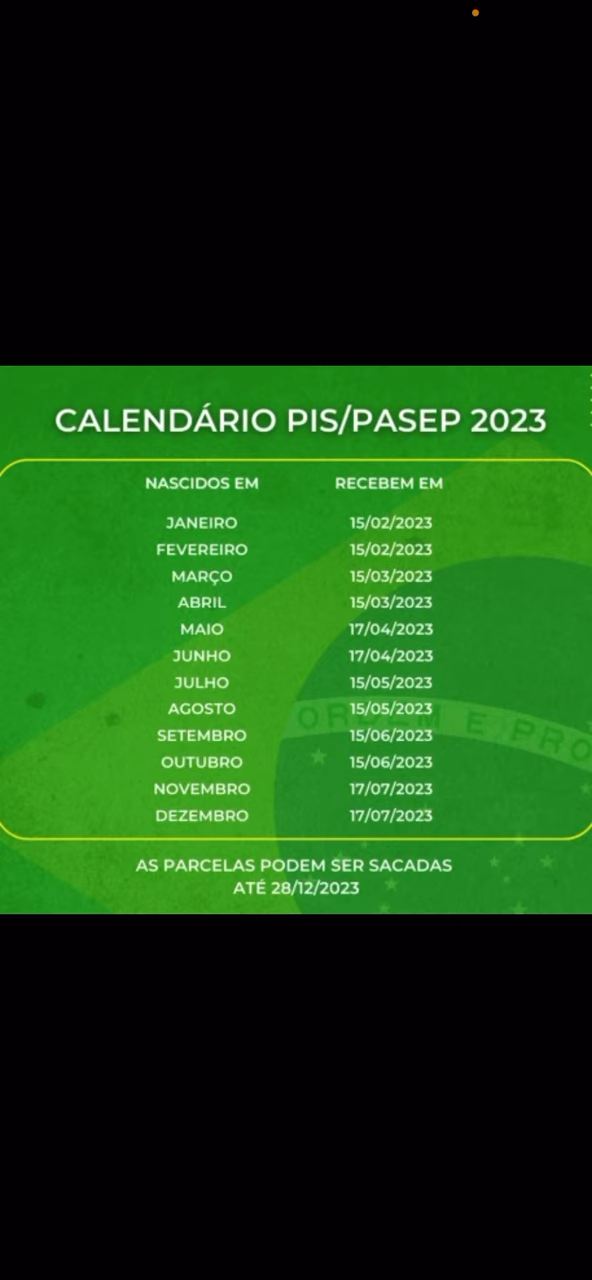 CALENDÁRIO PIS/PASEP 2023
NASCIDOS EM RECEBEM EM
JANEIRO 15/02/2023
FEVEREIRO 15/02/2023
MARÇO 15/03/2023
ABRIL 15/03/2023
MAIO 17/04/2023
JUNHO 17/04/2023
JULHO 15/05/2023
AGOSTO 15/05/2023
ORDEM E PRO
SETEMBRO 15/06/2023
OUTUBRO 15/06/2023
NOVEMBRO 17/07/2023
DEZEMBRO 17/07/2023
AS PARCELAS PODEM SER SACADAS
ATÉ 28/12/2023